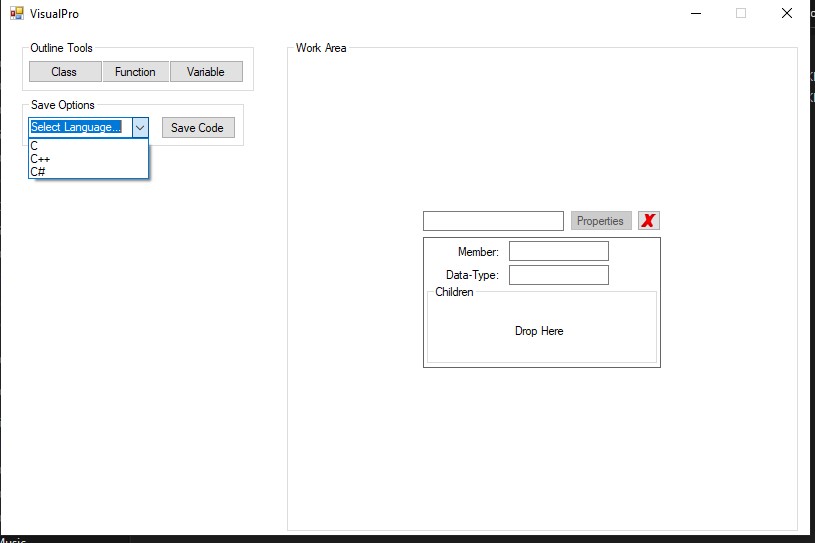 VisualPro
Outline Tools
Class Function Variable
Save Options
Select Language... Save Code
C
C++
C#
Work Area
Properties X
Member:
Data-Type:
Children
Drop Here
Music